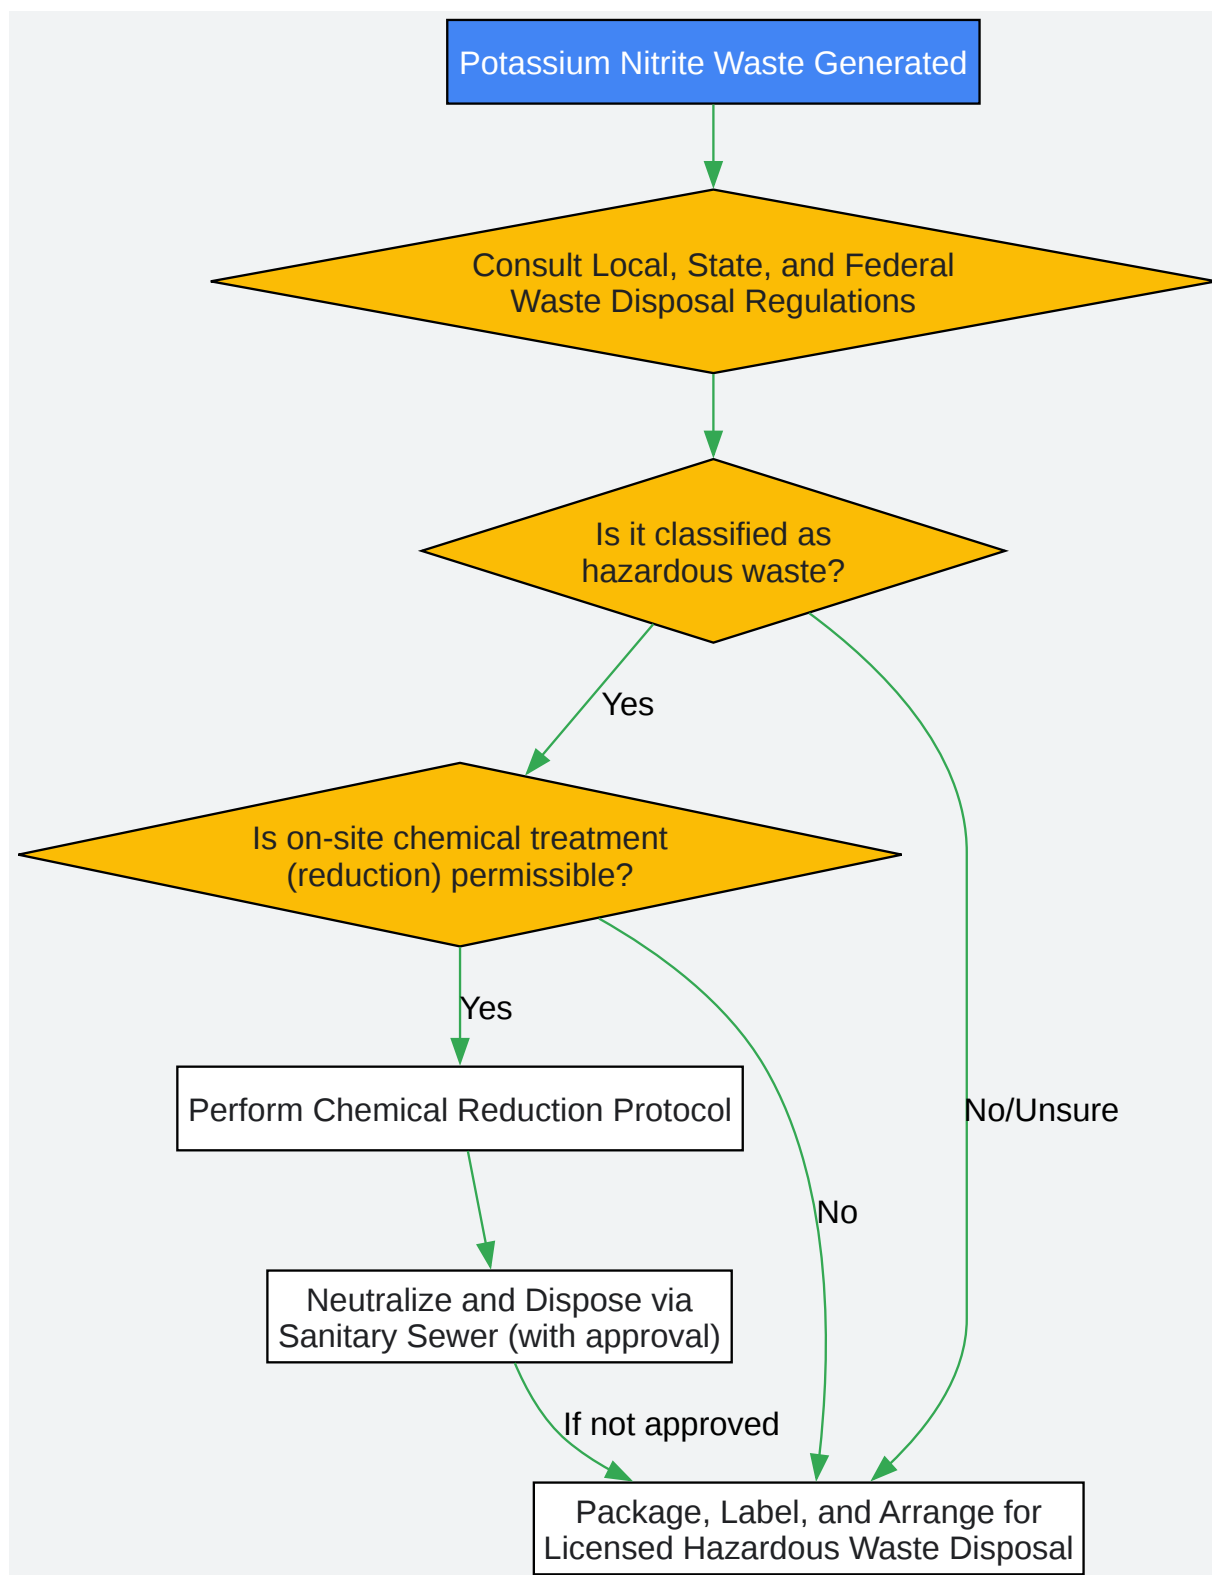 Potassium Nitrite Waste Generated
Consult Local, State, and Federal
Waste Disposal Regulations
Is it classified as
hazardous waste?
Yes
Is on-site chemical treatment
(reduction) permissible?
Yes
Perform Chemical Reduction Protocol
No/Unsure
No
Neutralize and Dispose via
Sanitary Sewer (with approval)
If not approved
Package, Label, and Arrange for
Licensed Hazardous Waste Disposal